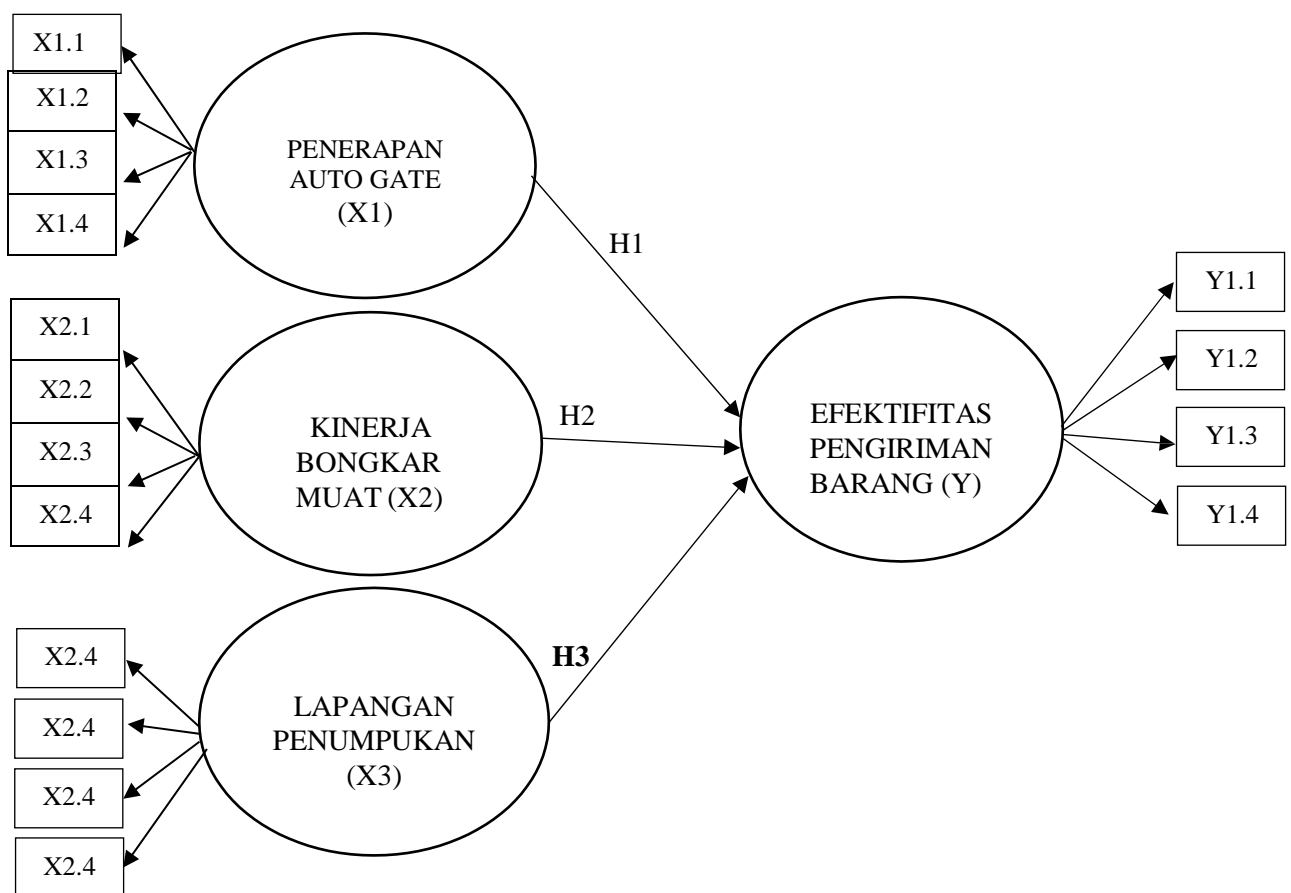 X1.1
X1.2
X1.3
X1.4
PENERAPAN
AUTO GATE
(X1)
H1
X2.1
X2.2
X2.3
X2.4
KINERJA
BONGKAR
MUAT (X2)
H2
EFEKTIFITAS
PENGIRIMAN
BARANG (Y)
Y1.1
Y1.2
Y1.3
Y1.4
X2.4
X2.4
X2.4
X2.4
LAPANGAN
PENUMPUKAN
(X3)
H3